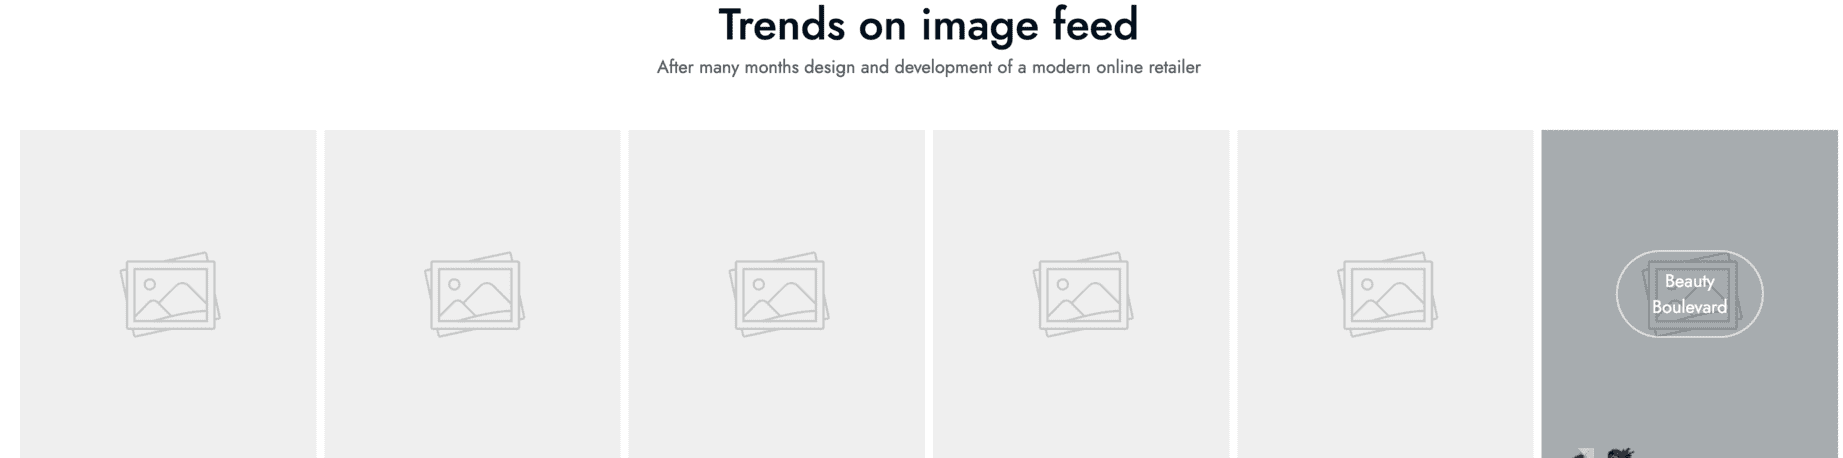 Trends on image feed
After many months design and development of a modern online retailer
Beauty
Boulevard